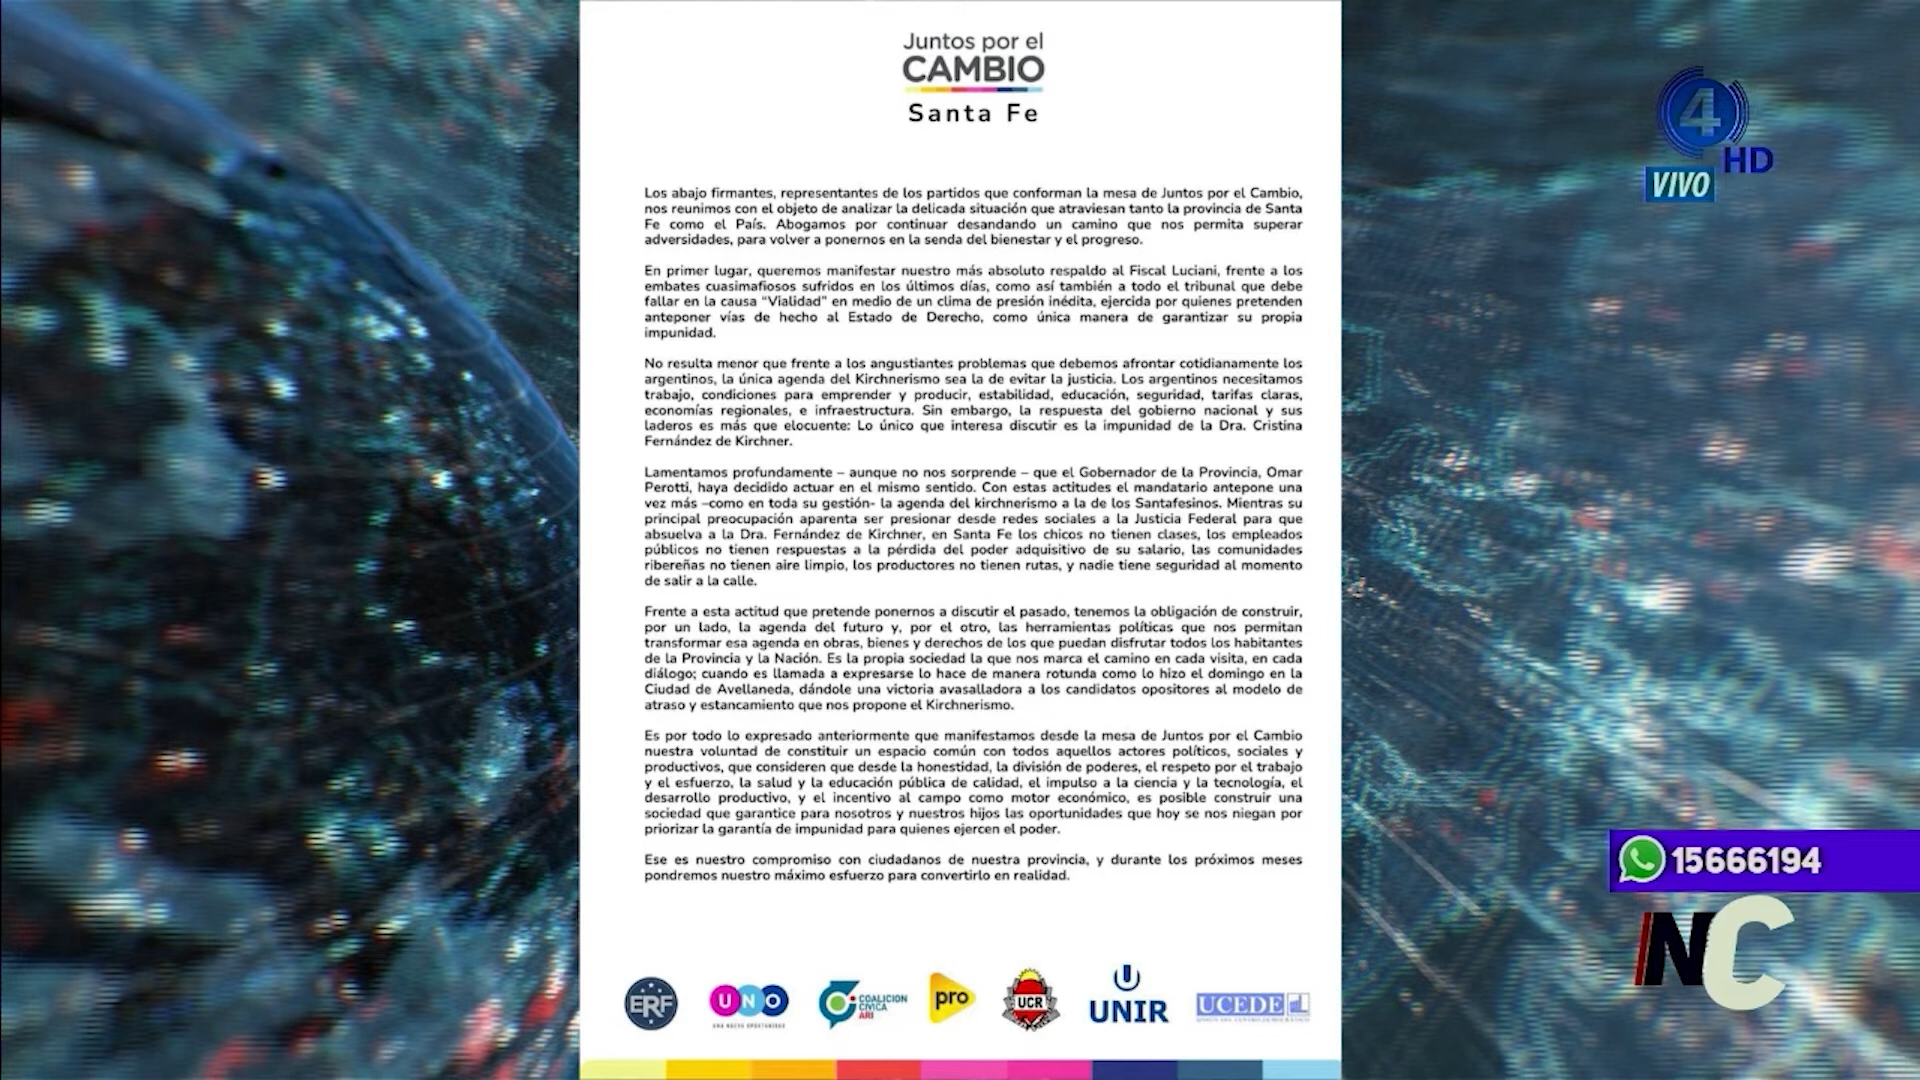 Juntos por el
CAMBIO
Santa Fe
4
HD
VIVO
Los abajo firmantes, representantes de los partidos que conforman la mesa de Juntos por el Cambio,
nos reunimos con el objeto de analizar la delicada situación que atraviesan tanto la provincia de Santa
Fe como el País. Abogamos por continuar desandando un camino que nos permita superar
adversidades, para volver a ponernos en la senda del bienestar y el progreso.
En primer lugar, queremos manifestar nuestro más absoluto respaldo al Fiscal Luciani, frente a los
embates cuasimafiosos sufridos en los últimos días, como así también a todo el tribunal que debe
fallar en la causa “Vialidad” en medio de un clima de presión inédita, ejercida por quienes pretenden
anteponer vías de hecho al Estado de Derecho, como única manera de garantizar su propia
impunidad.
No resulta menor que frente a los angustiantes problemas que debemos afrontar cotidianamente los
argentinos, la única agenda del Kirchnerismo sea la de evitar la justicia. Los argentinos necesitamos
trabajo, condiciones para emprender y producir, estabilidad, educación, seguridad, tarifas claras,
economías regionales, e infraestructura. Sin embargo, la respuesta del gobierno nacional y sus
laderos es más que elocuente: Lo único que interesa discutir es la impunidad de la Dra. Cristina
Fernández de Kirchner.
Lamentamos profundamente – aunque no nos sorprende – que el Gobernador de la Provincia, Omar
Perotti, haya decidido actuar en el mismo sentido. Con estas actitudes el mandatario antepone una
vez más –como en toda su gestión- la agenda del kirchnerismo a la de los Santafesinos. Mientras su
principal preocupación aparenta ser presionar desde redes sociales a la Justicia Federal para que
absuelva a la Dra. Fernández de Kirchner, en Santa Fe los chicos no tienen clases, los empleados
públicos no tienen respuestas a la pérdida del poder adquisitivo de su salario, las comunidades
ribereñas no tienen aire limpio, los productores no tienen rutas, y nadie tiene seguridad al momento
de salir a la calle.
Frente a esta actitud que pretende ponernos a discutir el pasado, tenemos la obligación de construir,
por un lado, la agenda del futuro y, por el otro, las herramientas políticas que nos permitan
transformar esa agenda en obras, bienes y derechos de los que puedan disfrutar todos los habitantes
de la Provincia y la Nación. Es la propia sociedad la que nos marca el camino en cada visita, en cada
diálogo; cuando es llamada a expresarse lo hace de manera rotunda como lo hizo el domingo en la
Ciudad de Avellaneda, dándole una victoria avasalladora a los candidatos opositores al modelo de
atraso y estancamiento que nos propone el Kirchnerismo.
Es por todo lo expresado anteriormente que manifestamos desde la mesa de Juntos por el Cambio
nuestra voluntad de constituir un espacio común con todos aquellos actores políticos, sociales y
productivos, que consideren que desde la honestidad, la división de poderes, el respeto por el trabajo
y el esfuerzo, la salud y la educación pública de calidad, el impulso a la ciencia y la tecnología, el
desarrollo productivo, y el incentivo al campo como motor económico, es posible construir una
sociedad que garantice para nosotros y nuestros hijos las oportunidades que hoy se nos niegan por
priorizar la garantía de impunidad para quienes ejercen el poder.
Ese es nuestro compromiso con ciudadanos de nuestra provincia, y durante los próximos meses
pondremos nuestro máximo esfuerzo para convertirlo en realidad.
15666194
NC
ERF
UNO
UNA NUEVA OPORTUNIDAD
COALICION
CIVICA
ARI
pro
UCR
UNIR
UCEDE